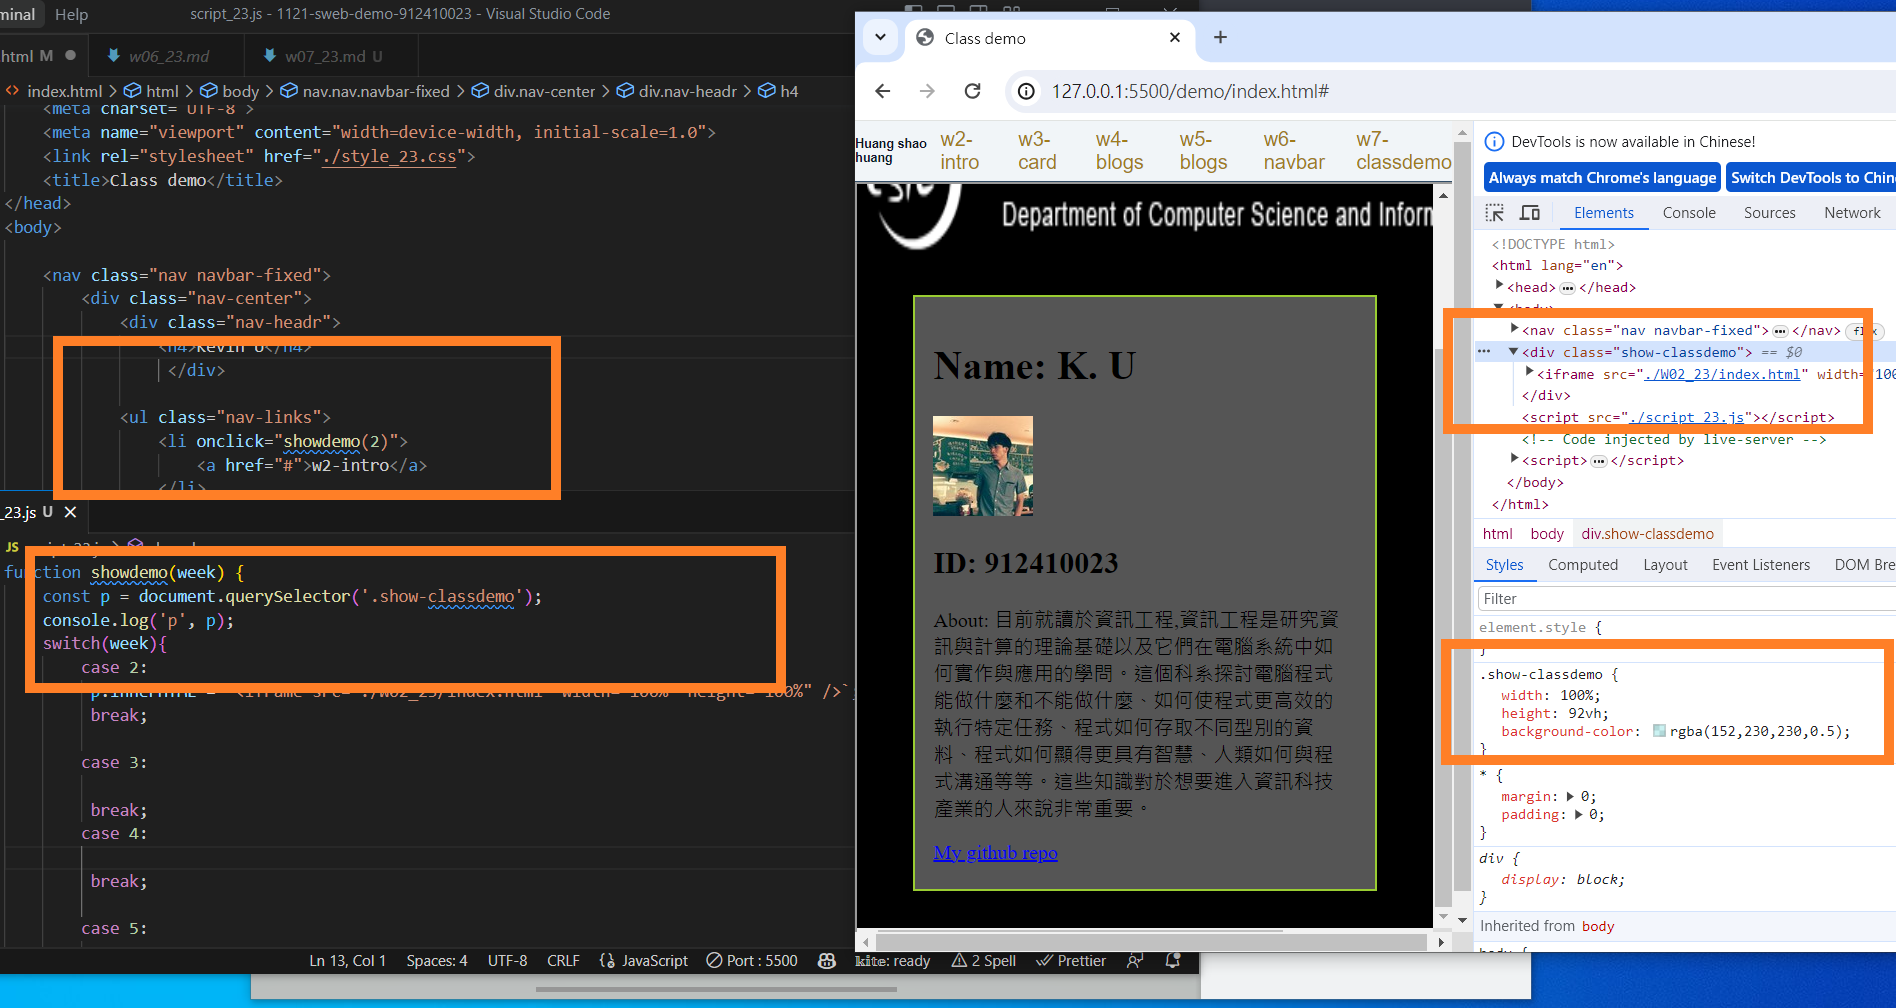 minal Help script_23.js - 1121-sweb-demo-912410023 - Visual Studio Code
html M w06_23.md w07_23.md U
index.html > html > body > nav.nav.navbar-fixed > div.nav-center > div.nav-headr > h4
<meta charset="UTF-8">
<meta name="viewport" content="width=device-width, initial-scale=1.0">
<link rel="stylesheet" href="./style_23.css">
<title>Class demo</title>
</head>
<body>
<nav class="nav navbar-fixed">
<div class="nav-center">
<div class="nav-headr">
</div>
<ul class="nav-links">
<li onclick="showdemo(2)">
<a href="#">w2-intro</a>
</li>
_23.js U
JS
function showdemo(week) {
const p = document.querySelector('.show-classdemo');
console.log('p', p);
switch(week){
case 2:
p.innerHTML = `<iframe src="./W02_23/index.html" width="100%" height="100%" />`;
break;
case 3:
break;
case 4:
break;
case 5:
Ln 13, Col 1 Spaces: 4 UTF-8 CRLF JavaScript Port : 5500 kite: ready 2 Spell Prettier
Class demo
127.0.0.1:5500/demo/index.html#
Huang shao huang
w2-intro
w3-card
w4-blogs
w5-blogs
w6-navbar
w7-classdemo
Department of Computer Science and Inforn
Name: K. U
ID: 912410023
About: 目前就讀於資訊工程,資訊工程是研究資
訊與計算的理論基礎以及它們在電腦系統中如
何實作與應用的學問。這個科系探討電腦程式
能做什麼和不能做什麼、如何使程式更高效的
執行特定任務、程式如何存取不同型別的資
料、程式如何顯得更具有智慧、人類如何與程
式溝通等等。這些知識對於想要進入資訊科技
產業的人來說非常重要。
My github repo
DevTools is now available in Chinese!
Always match Chrome's language Switch DevTools to Chin
Elements Console Sources Network
<!DOCTYPE html>
<html lang="en">
<head> ••• </head>
<body>
<nav class="nav navbar-fixed"> ••• </nav>
••• <div class="show-classdemo"> == $0
<iframe src="./W02_23/index.html" width="100
</div>
<script src="./script_23.js"></script>
<!-- Code injected by live-server -->
<script> ••• </script>
</body>
</html>
html body div.show-classdemo
Styles Computed Layout Event Listeners DOM Bre
Filter
element.style {
}
.show-classdemo {
width: 100%;
height: 92vh;
background-color: rgba(152,230,230,0.5);
}
* {
margin: 0;
padding: 0;
}
div {
display: block;
}
Inherited from body
body {